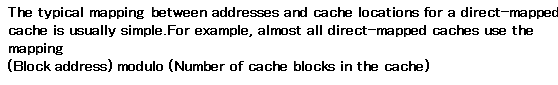 The typical mapping between addresses and cache locations for a direct-mapped
cache is usually simple.For example, almost all direct-mapped caches use the
mapping
(Block address) modulo (Number of cache blocks in the cache)